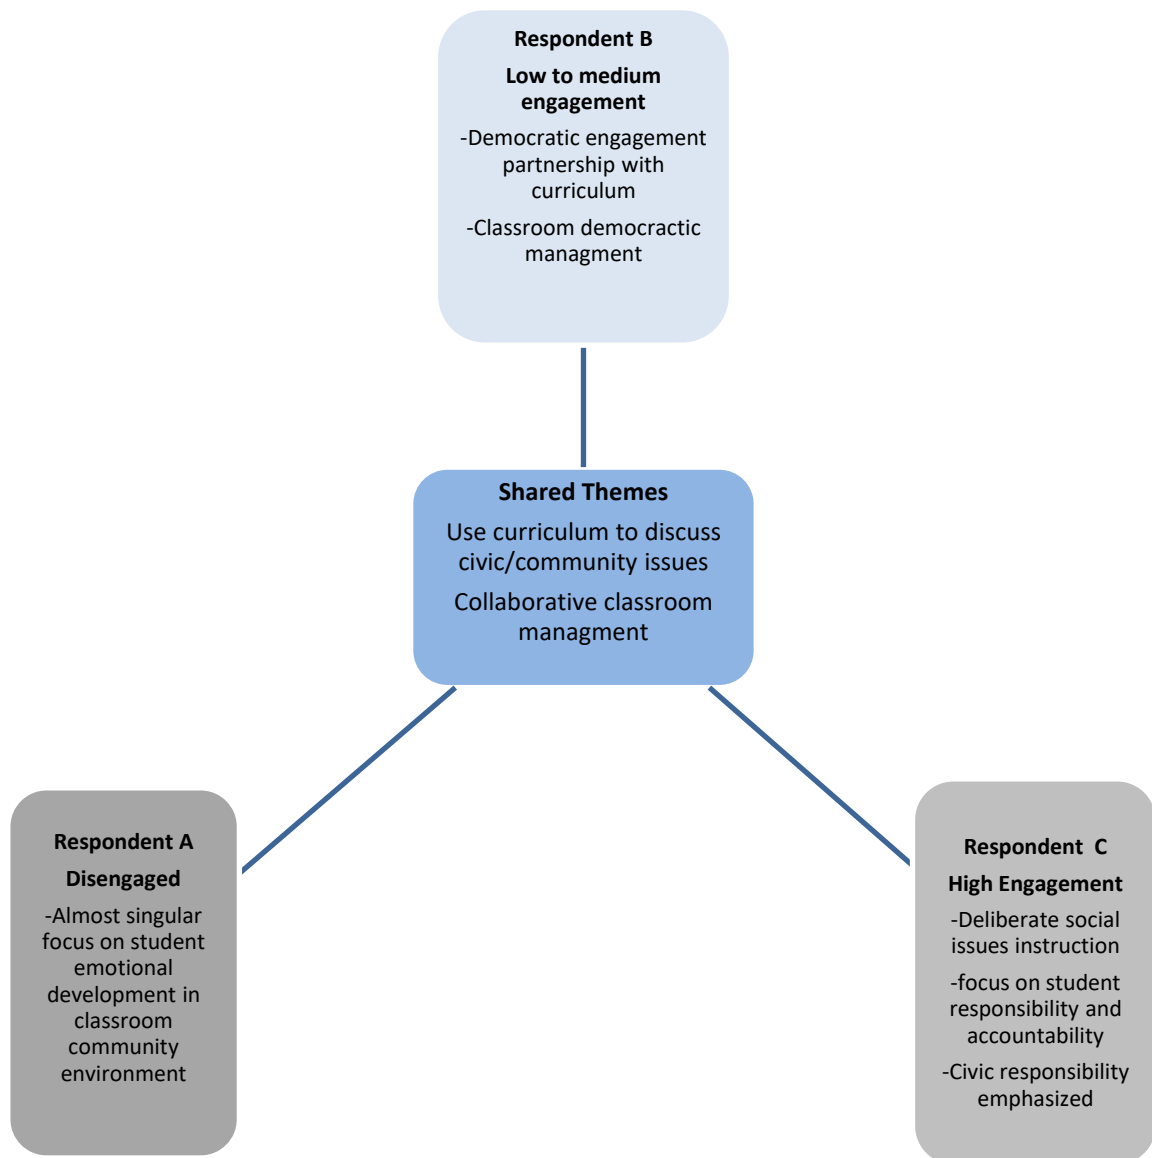 Respondent B
Low to medium
engagement
-Democratic engagement
partnership with
curriculum
-Classroom democractic
managment
Shared Themes
Use curriculum to discuss
civic/community issues
Collaborative classroom
managment
Respondent A
Disengaged
-Almost singular
focus on student
emotional
development in
classroom
community
environment
Respondent  C
High Engagement
-Deliberate social
issues instruction
-focus on student
responsibility and
accountability
-Civic responsibility
emphasized